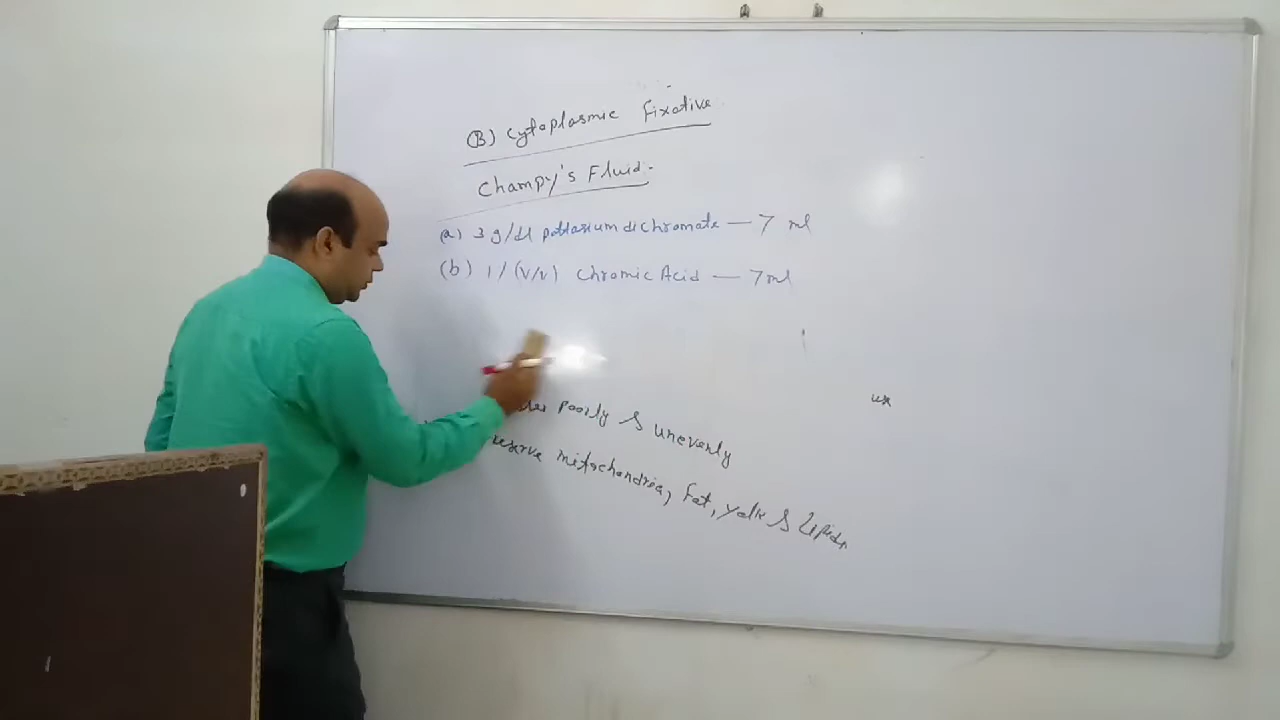 (B) Cytoplasmic fixative
Champy's Fluid.
(a) 3 g/dl potassium dichromate — 7 ml
(b) 1/(v/v) Chromic Acid — 7ml
poorly & unevenly
mitochondria, fat, yolk & Lipids